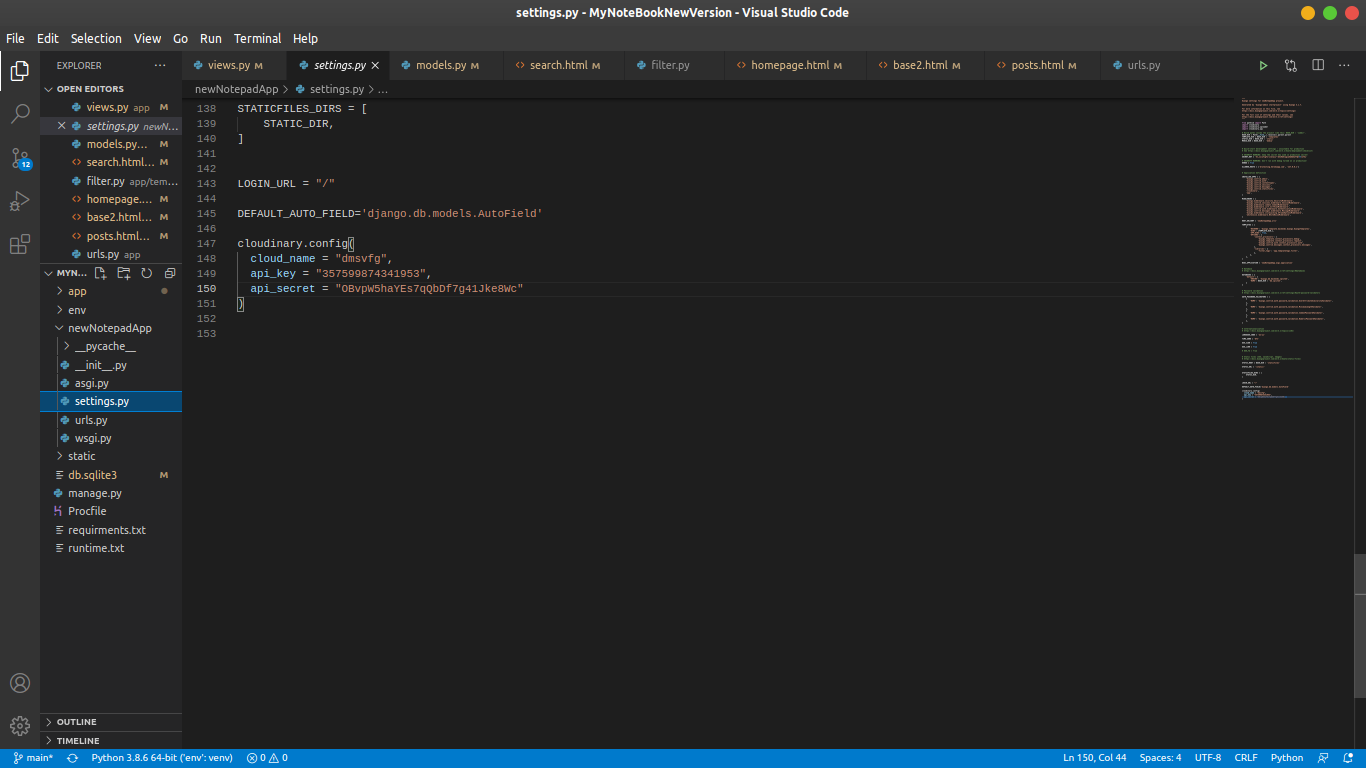 settings.py - MyNoteBookNewVersion - Visual Studio Code
File Edit Selection View Go Run Terminal Help
EXPLORER ...
views.py M settings.py models.py M search.html M filter.py homepage.html M base2.html M posts.html M urls.py
newNotepadApp > settings.py > ...
OPEN EDITORS
views.py app M
settings.py newN...
models.py... M
search.html... M
filter.py app/tem...
homepage.... M
base2.html... M
posts.html... M
urls.py app
MYN...
app
env
newNotepadApp
__pycache__
__init__.py
asgi.py
settings.py
urls.py
wsgi.py
static
db.sqlite3 M
manage.py
Procfile
requirments.txt
runtime.txt
OUTLINE
TIMELINE
12
138 STATICFILES_DIRS = [
139 STATIC_DIR,
140 ]
141
142
143 LOGIN_URL = "/"
144
145 DEFAULT_AUTO_FIELD='django.db.models.AutoField'
146
147 cloudinary.config(
148 cloud_name = "dmsvfg",
149 api_key = "357599874341953",
150 api_secret = "OBvpW5haYEs7qQbDf7g41Jke8Wc"
151 )
152
153
main* Python 3.8.6 64-bit ('env': venv) 0 0 Ln 150, Col 44 Spaces: 4 UTF-8 CRLF Python